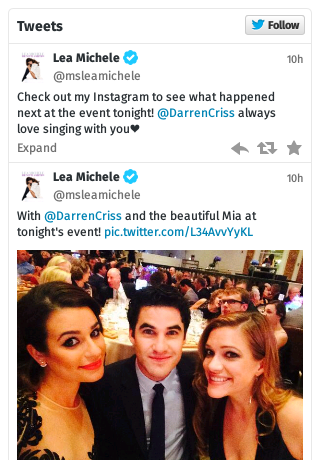 Tweets
Follow
Lea Michele
10h
@msleamichele
Check out my Instagram to see what happened
next at the event tonight! @DarrenCriss always
love singing with you❤
Expand
Lea Michele
10h
@msleamichele
With @DarrenCriss and the beautiful Mia at
tonight's event! pic.twitter.com/L34AvvYyKL